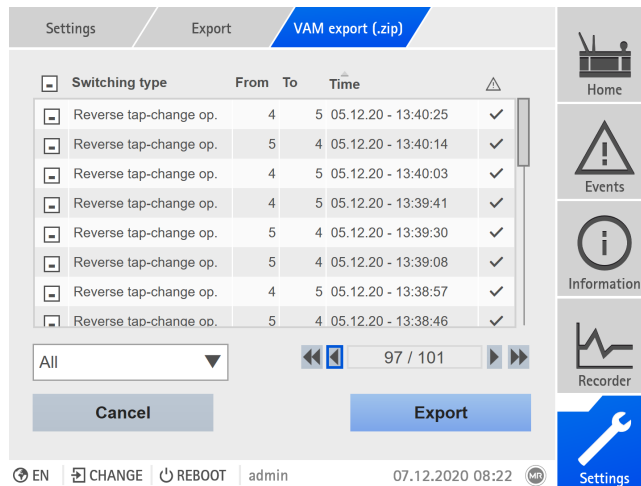 Settings Export VAM export (.zip)
Switching type From To Time
Reverse tap-change op. 4 5 05.12.20 - 13:40:25
Reverse tap-change op. 5 4 05.12.20 - 13:40:14
Reverse tap-change op. 4 5 05.12.20 - 13:40:03
Reverse tap-change op. 4 5 05.12.20 - 13:39:41
Reverse tap-change op. 5 4 05.12.20 - 13:39:30
Reverse tap-change op. 5 4 05.12.20 - 13:39:08
Reverse tap-change op. 4 5 05.12.20 - 13:38:57
Reverse tap-change op. 5 4 05.12.20 - 13:38:46
All 97 / 101
Cancel Export
EN CHANGE REBOOT admin 07.12.2020 08:22 MR
Home
Events
Information
Recorder
Settings